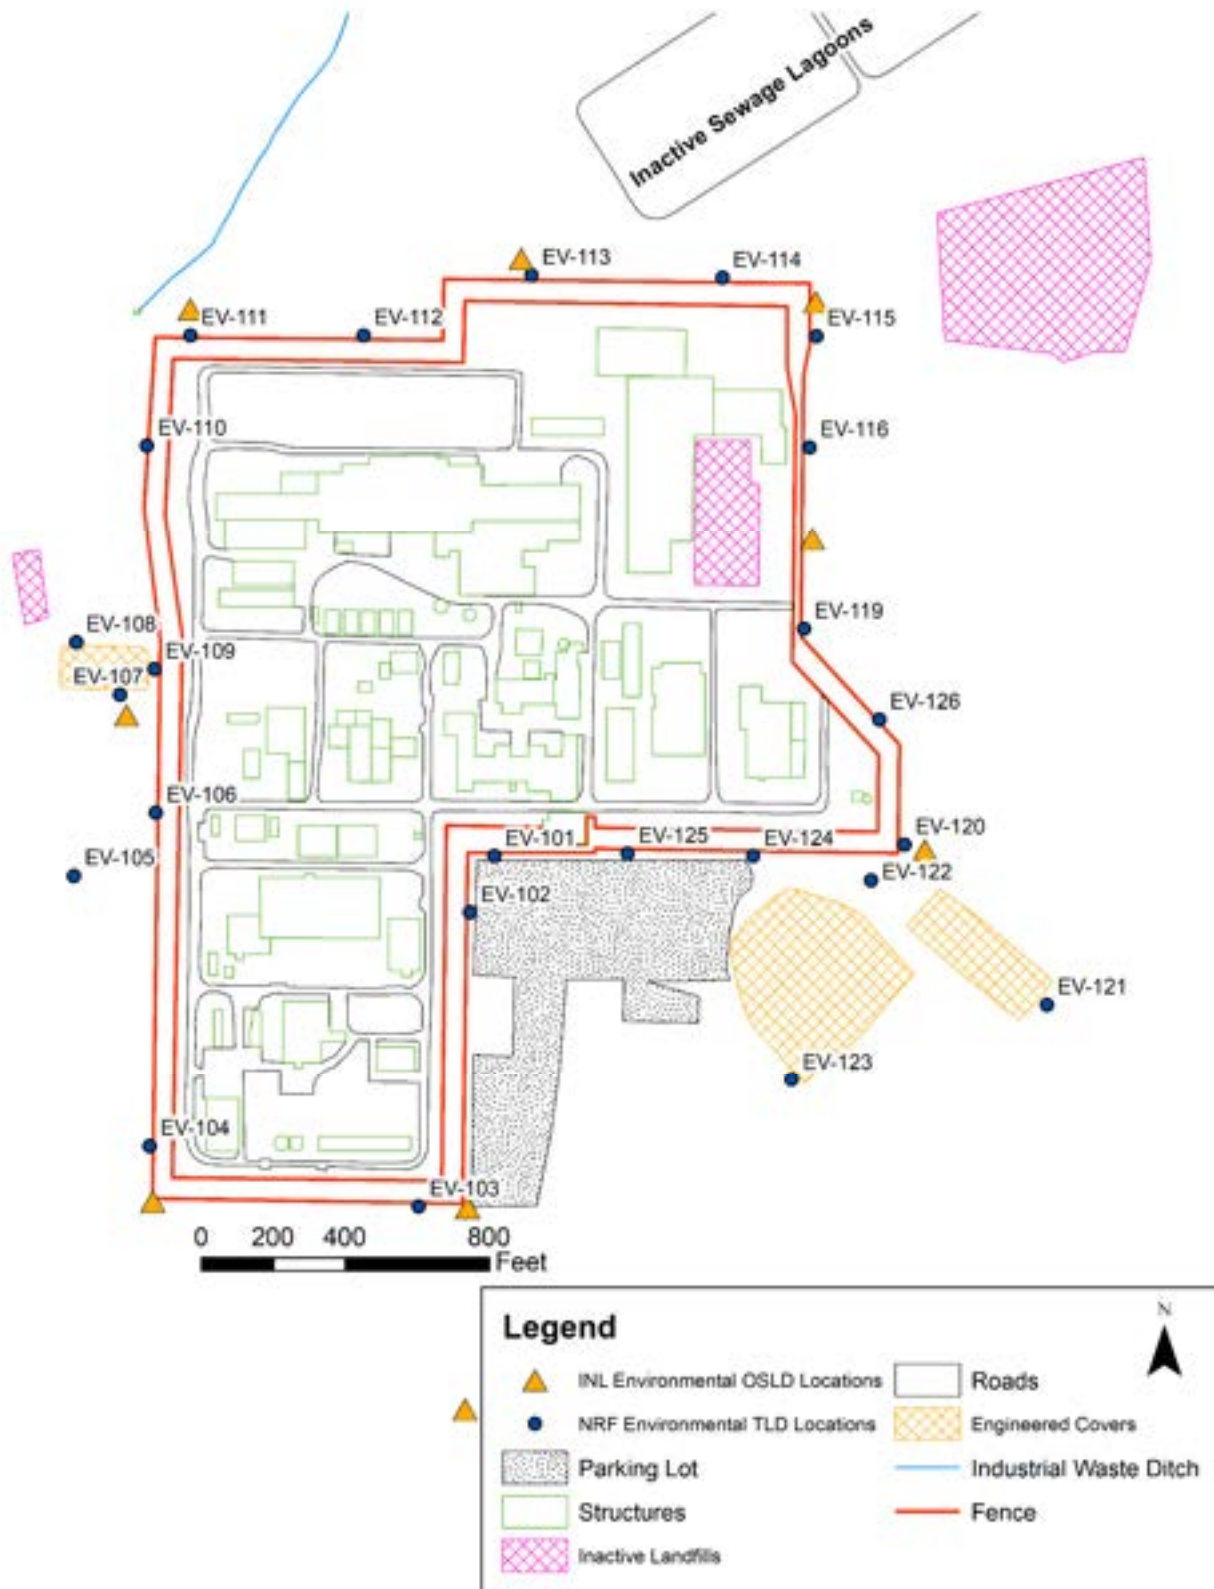 Inactive Sewage Lagoons
EV-113
EV-114
EV-111
EV-112
EV-115
EV-110
EV-116
EV-108
EV-119
EV-109
EV-107
EV-126
EV-106
EV-101
EV-125
EV-124
EV-120
EV-105
EV-122
EV-102
EV-121
EV-123
EV-104
EV-103
0 200 400 800
Feet
Legend
N
INL Environmental OSLD Locations
Roads
NRF Environmental TLD Locations
Engineered Covers
Parking Lot
Industrial Waste Ditch
Structures
Fence
Inactive Landfills